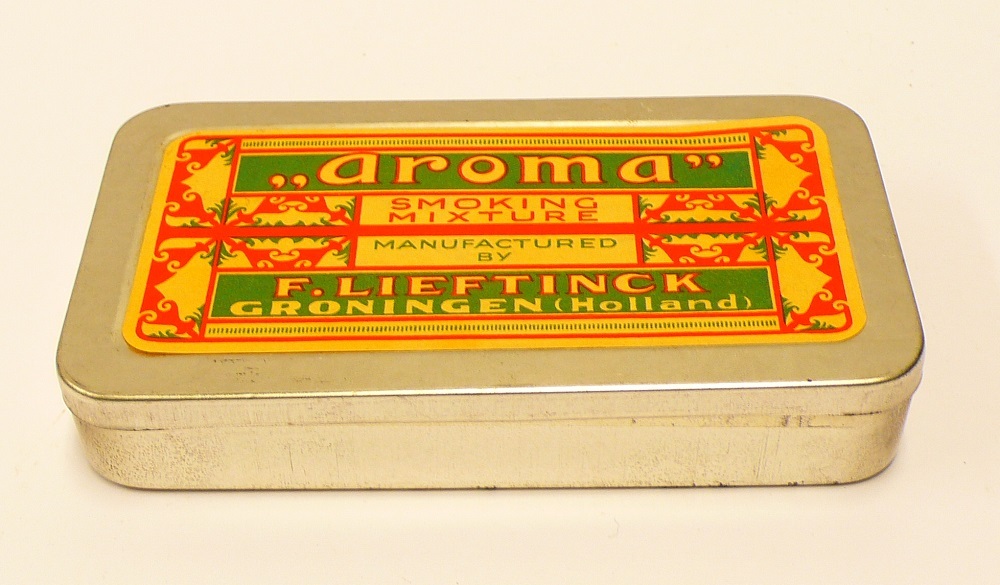 „aroma”
SMOKING
MIXTURE
MANUFACTURED
BY
F. LIEFTINCK
GRONINGEN (Holland)